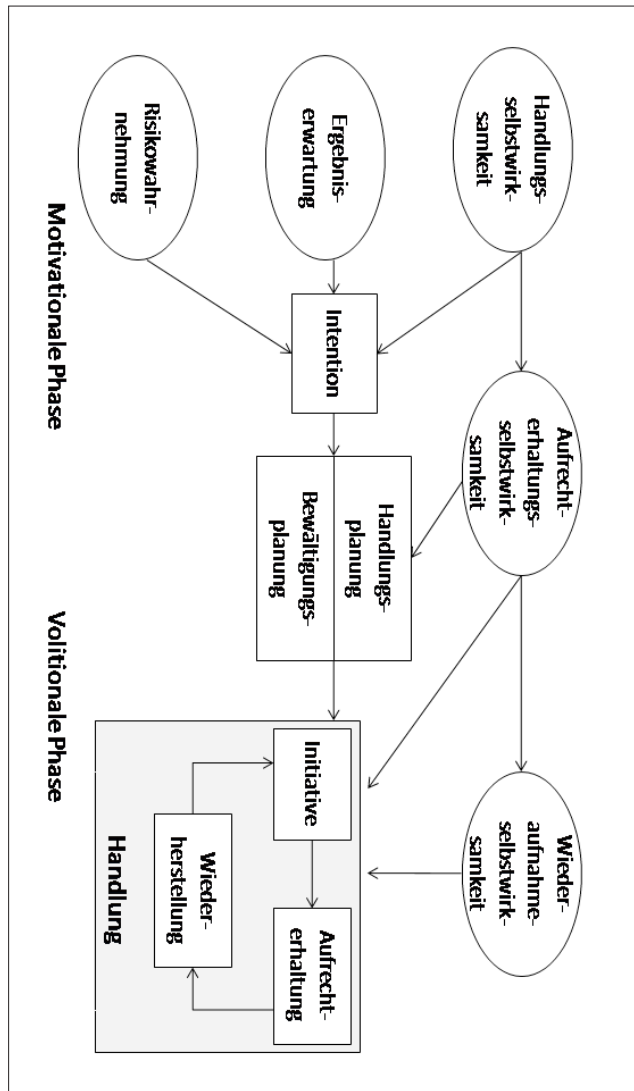 Handlungs-
selbstwirk-
samkeit
Aufrecht-
erhaltungs-
selbstwirk-
samkeit
Wieder-
aufnahme-
selbstwirk-
samkeit
Ergebnis-
erwartung
Intention
Handlungs-
planung
Bewältigungs-
planung
Initiative
Aufrecht-
erhaltung
Wieder-
herstellung
Handlung
Risikowahr-
nehmung
Motivationale Phase
Volitionale Phase